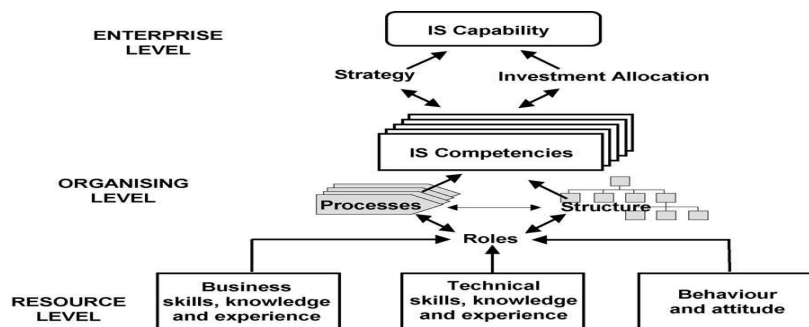 ENTERPRISE
LEVEL
IS Capability
Strategy
Investment Allocation
IS Competencies
ORGANISING
LEVEL
Processes
Structure
Roles
RESOURCE
LEVEL
Business
skills, knowledge
and experience
Technical
skills, knowledge
and experience
Behaviour
and attitude